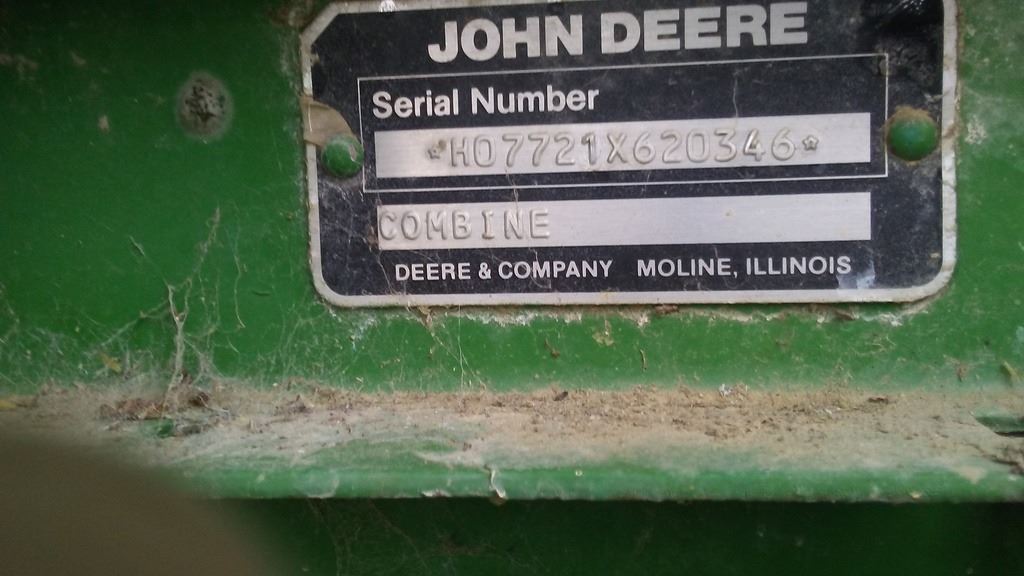 JOHN DEERE
Serial Number
*H07721X620346*
COMBINE
DEERE & COMPANY MOLINE, ILLINOIS